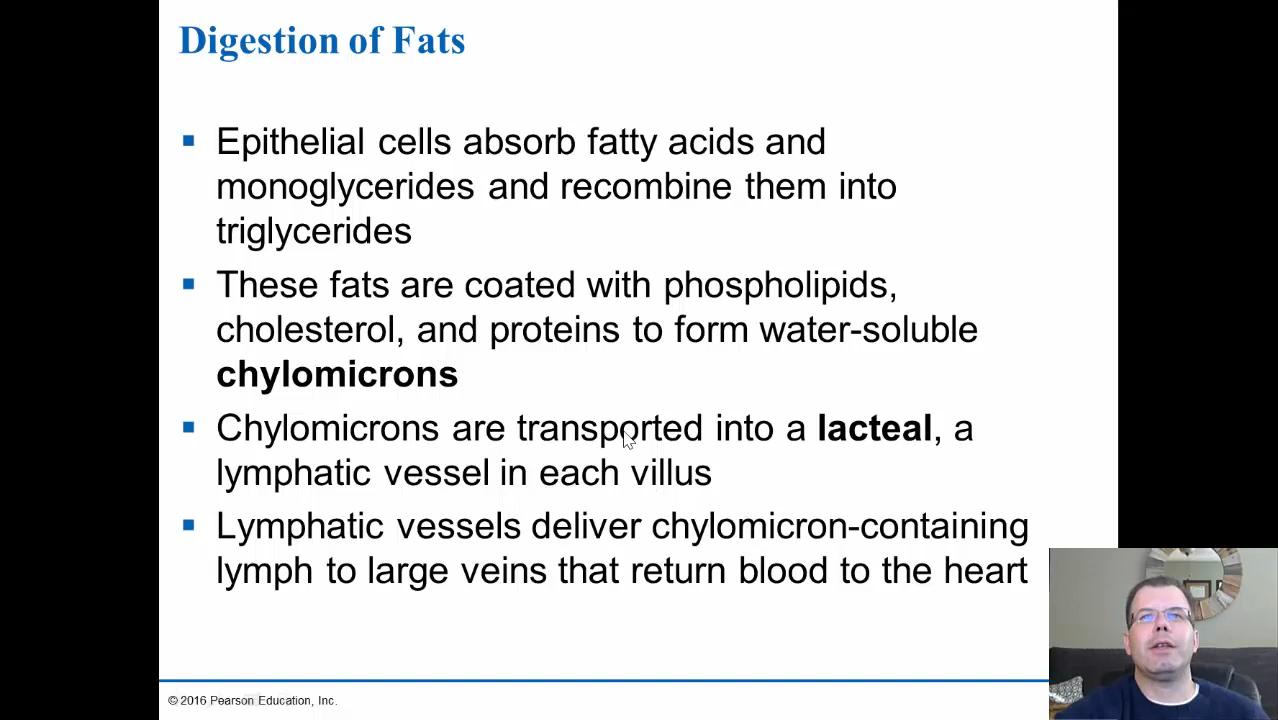 Digestion of Fats
▪ Epithelial cells absorb fatty acids and
monoglycerides and recombine them into
triglycerides
▪ These fats are coated with phospholipids,
cholesterol, and proteins to form water-soluble
chylomicrons
▪ Chylomicrons are transported into a lacteal, a
lymphatic vessel in each villus
▪ Lymphatic vessels deliver chylomicron-containing
lymph to large veins that return blood to the heart
© 2016 Pearson Education, Inc.